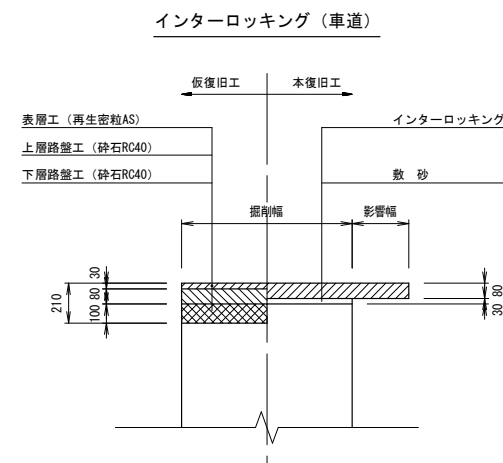 インターロッキング（車道）
仮復旧工
本復旧工
表層工（再生密粒AS）
インターロッキング
上層路盤工（砕石RC40）
下層路盤工（砕石RC40）
敷 砂
掘削幅
影響幅
30
80
100
210
80
30